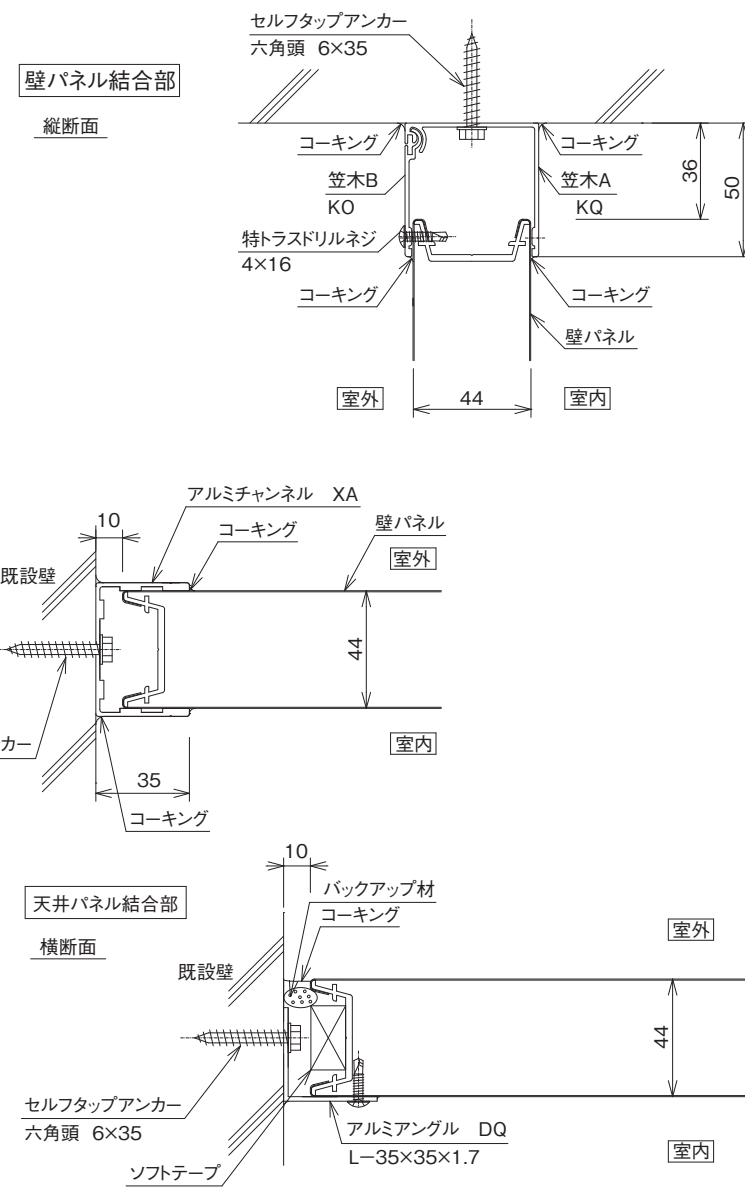 セルフタップアンカー
六角頭 6×35
壁パネル結合部
縦断面
コーキング
コーキング
笠木B
KO
笠木A
KQ
36
50
特トラスドリルネジ
4×16
コーキング
コーキング
壁パネル
室外
44
室内
アルミチャンネル XA
10
コーキング
壁パネル
室外
既設壁
44
カー
室内
35
コーキング
10
天井パネル結合部
横断面
バックアップ材
コーキング
室外
既設壁
44
セルフタップアンカー
六角頭 6×35
アルミアングル DQ
L−35×35×1.7
室内
ソフトテープ